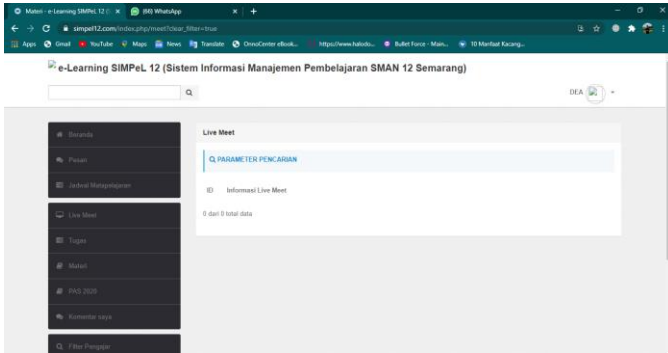 Materi - e-Learning SIMPeL 12 (
(66) WhatsApp
simpel12.com/index.php/meet?clear_filter=true
Apps Gmail YouTube Maps News Translate OnnoCenter eBook... https://www.halodo... Bullet Force - Main... 10 Manfaat Kacang...
e-Learning SIMPeL 12 (Sistem Informasi Manajemen Pembelajaran SMAN 12 Semarang)
DEA
Beranda
Pesan
Jadwal Matapelajaran
Live Meet
Tugas
Materi
PAS 2020
Komentar saya
Filter Pengajar
Live Meet
PARAMETER PENCARIAN
ID Informasi Live Meet
0 dari 0 total data